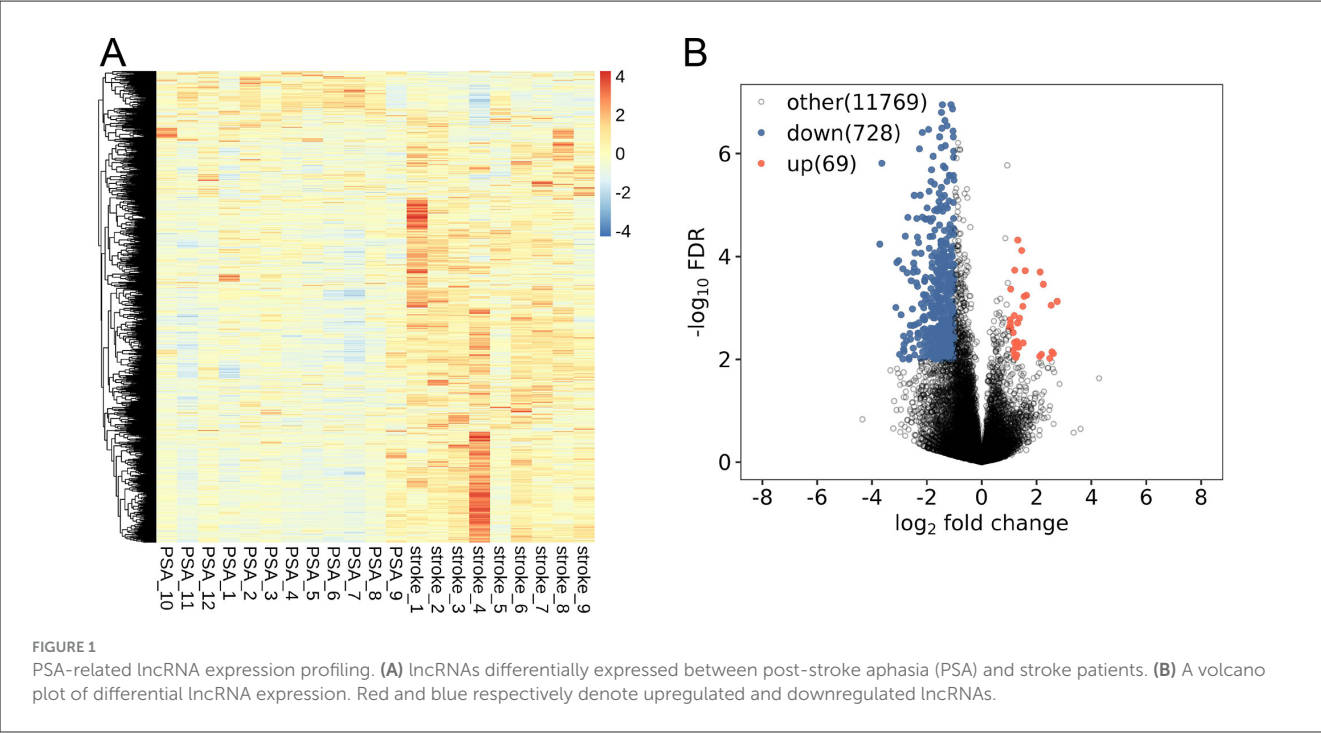 A
4
2
0
-2
-4
PSA_10
PSA_11
PSA_12
PSA_1
PSA_2
PSA_3
PSA_4
PSA_5
PSA_6
PSA_7
PSA_8
PSA_9
stroke_1
stroke_2
stroke_3
stroke_4
stroke_5
stroke_6
stroke_7
stroke_8
stroke_9
B
other(11769)
down(728)
up(69)
-log10 FDR
6
4
2
0
-8 -6 -4 -2 0 2 4 6 8
log2 fold change
FIGURE 1
PSA-related lncRNA expression profiling. (A) lncRNAs differentially expressed between post-stroke aphasia (PSA) and stroke patients. (B) A volcano
plot of differential lncRNA expression. Red and blue respectively denote upregulated and downregulated lncRNAs.